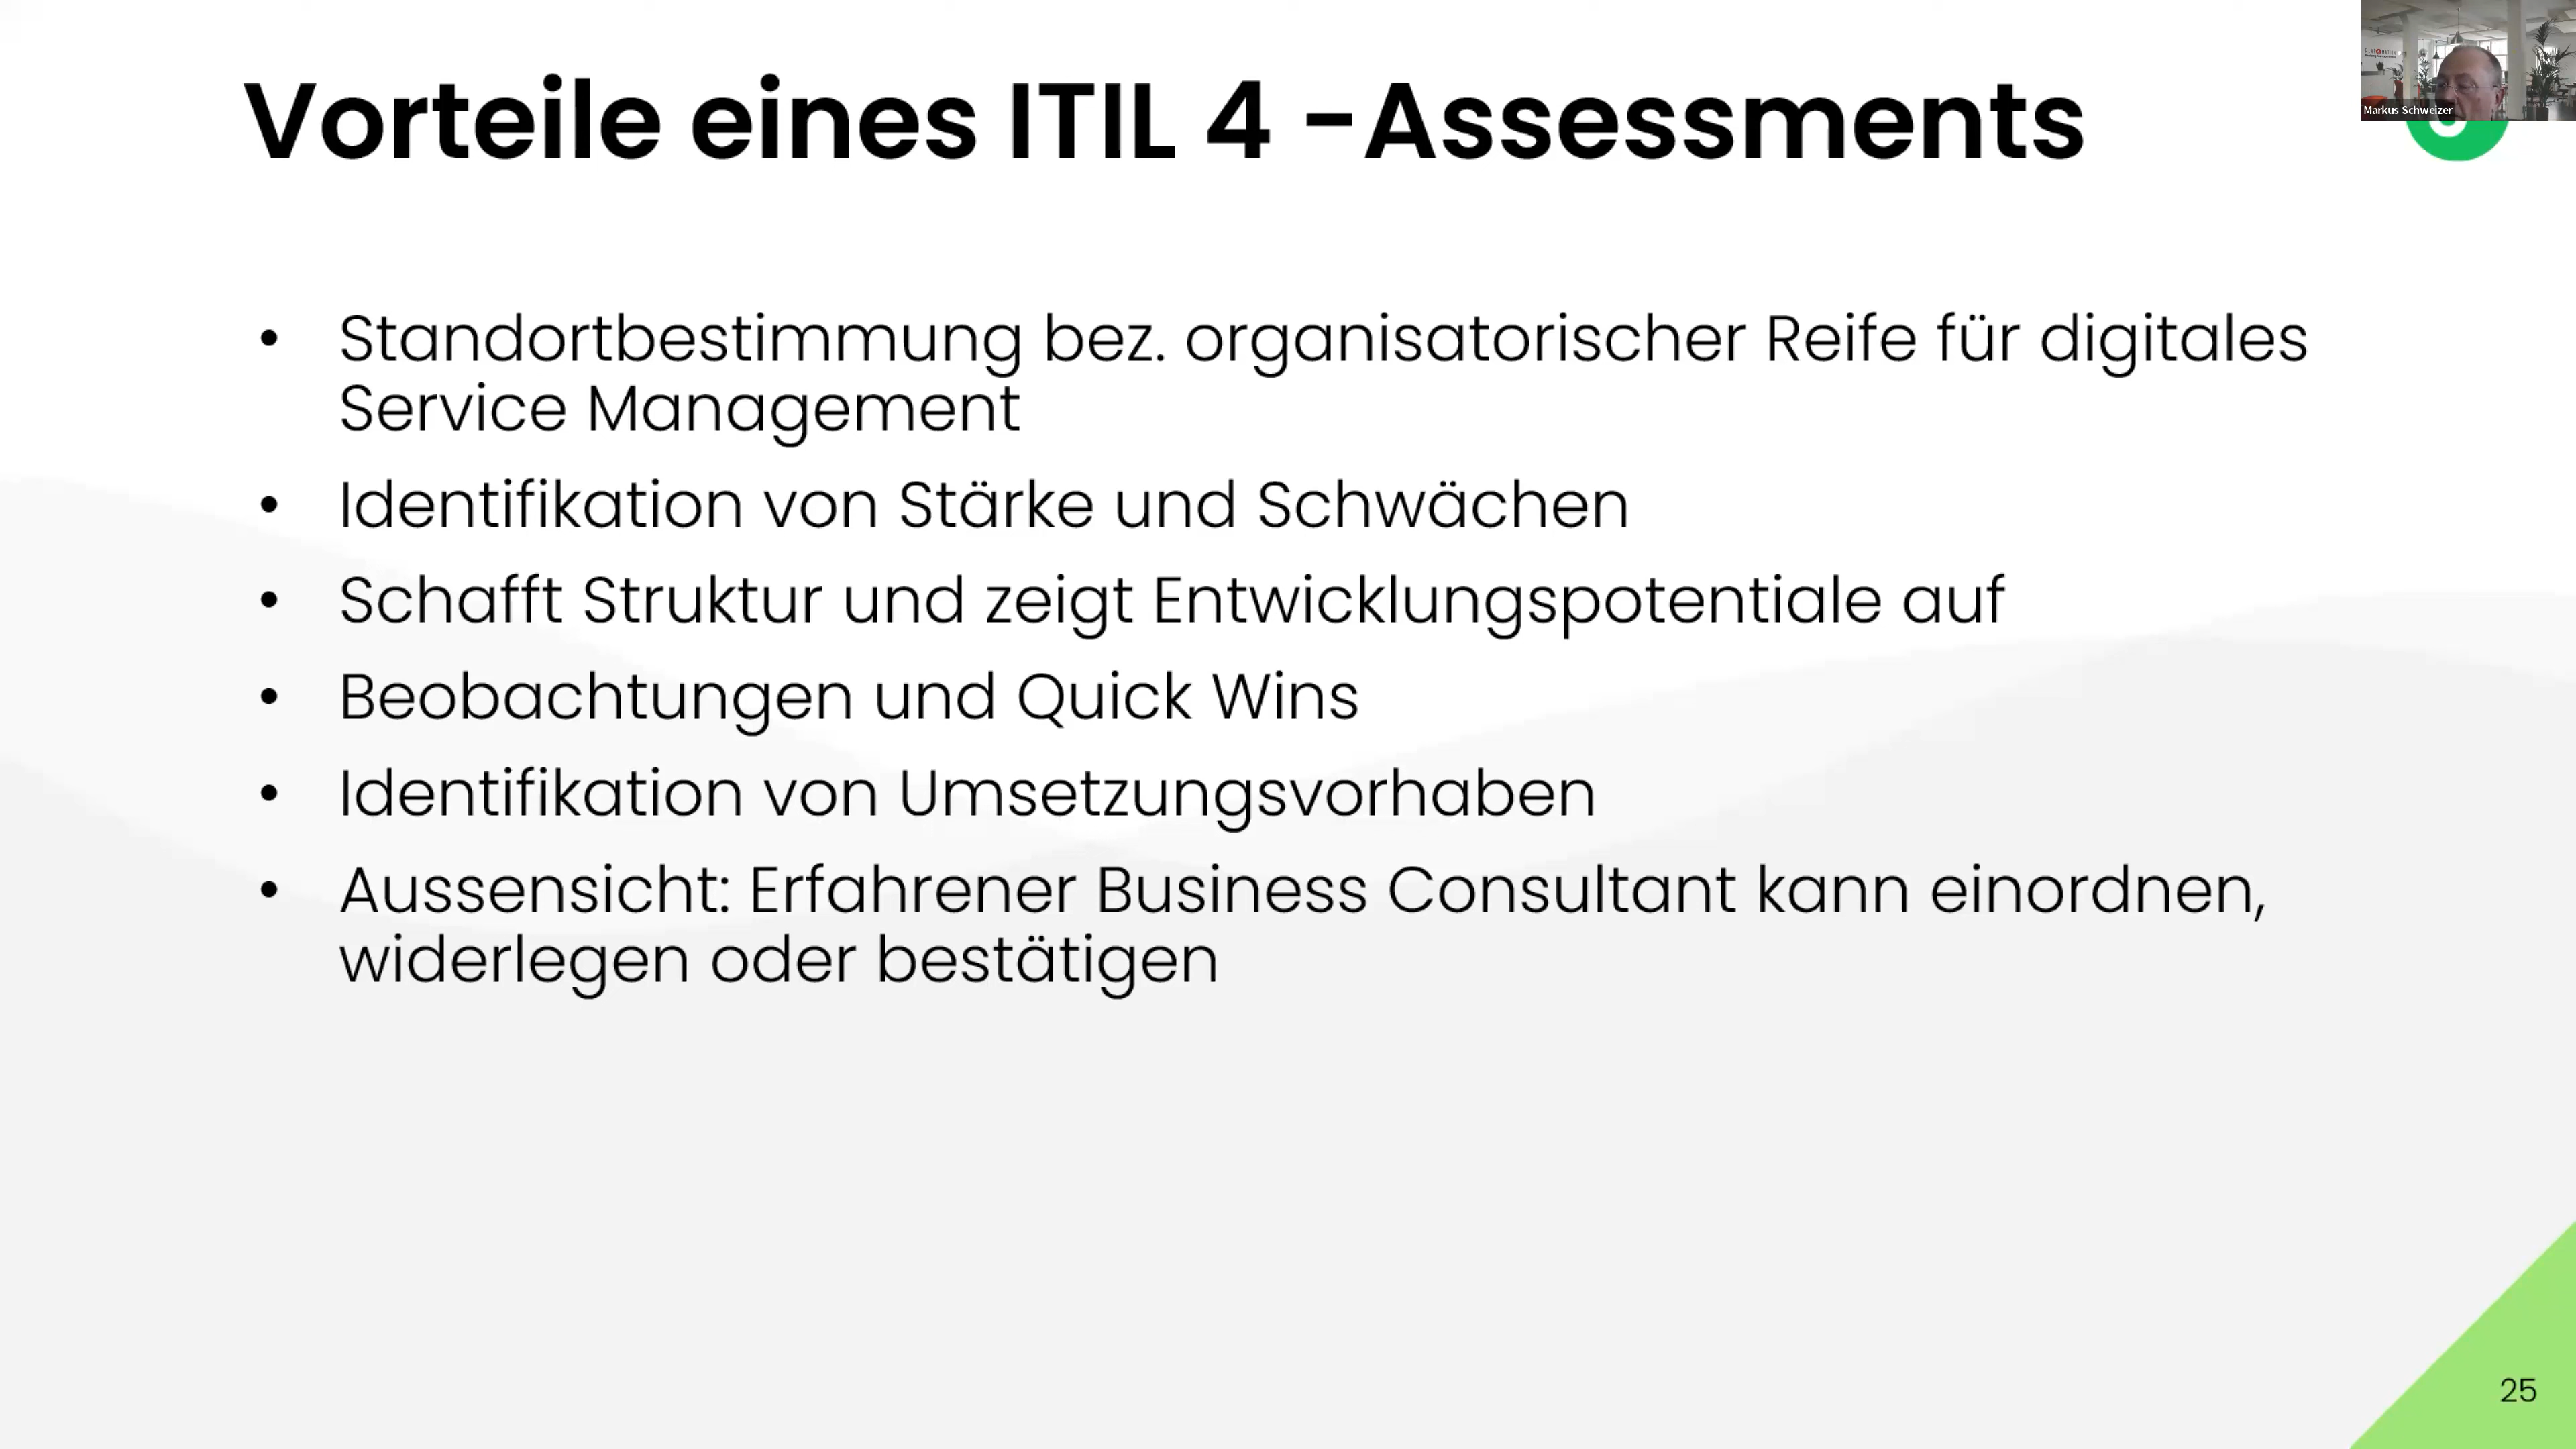 Vorteile eines ITIL 4 -Assessments
Markus Schweizer
• Standortbestimmung bez. organisatorischer Reife für digitales
Service Management
• Identifikation von Stärke und Schwächen
• Schafft Struktur und zeigt Entwicklungspotentiale auf
• Beobachtungen und Quick Wins
• Identifikation von Umsetzungsvorhaben
• Aussensicht: Erfahrener Business Consultant kann einordnen,
widerlegen oder bestätigen
25